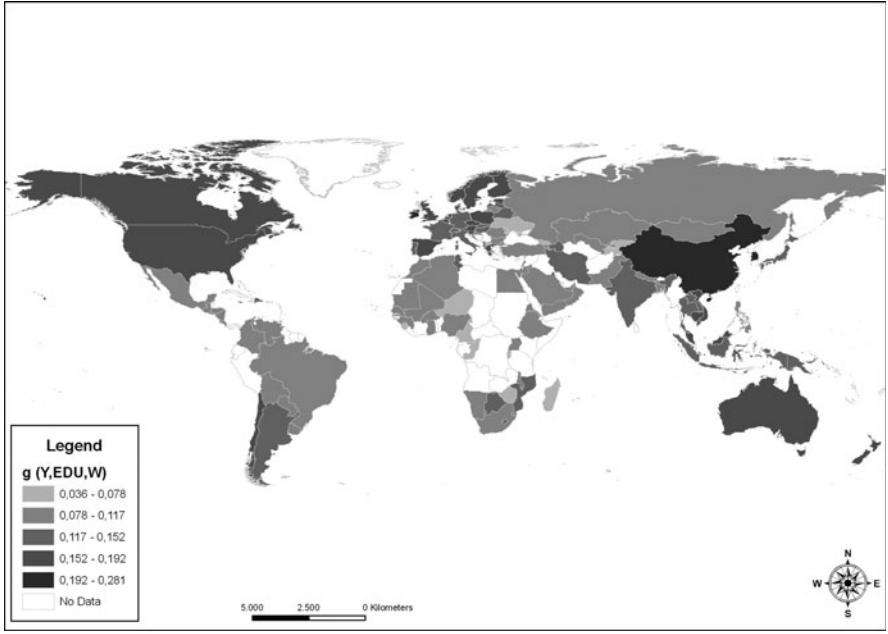 Legend
g (Y,EDU,W)
0,036 - 0,078
0,078 - 0,117
0,117 - 0,152
0,152 - 0,192
0,192 - 0,281
No Data
5.000 2.500 0 Kilometers
N
W E
S